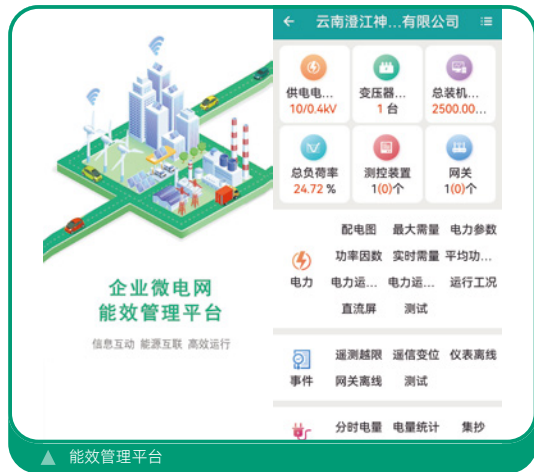 企业微电网
能效管理平台
信息互动 能源互联 高效运行
云南澄江神...有限公司
供电电... 变压器... 总装机...
10/0.4kV 1 台 2500.00...
总负荷率 测控装置 网关
24.72 % 1(0)个 1(0)个
配电图 最大需量 电力参数
功率因数 实时需量 平均功...
电力 电力运... 电力运... 运行工况
直流屏 测试
遥测越限 遥信变位 仪表离线
事件 网关离线 测试
分时电量 电量统计 集抄
能效管理平台